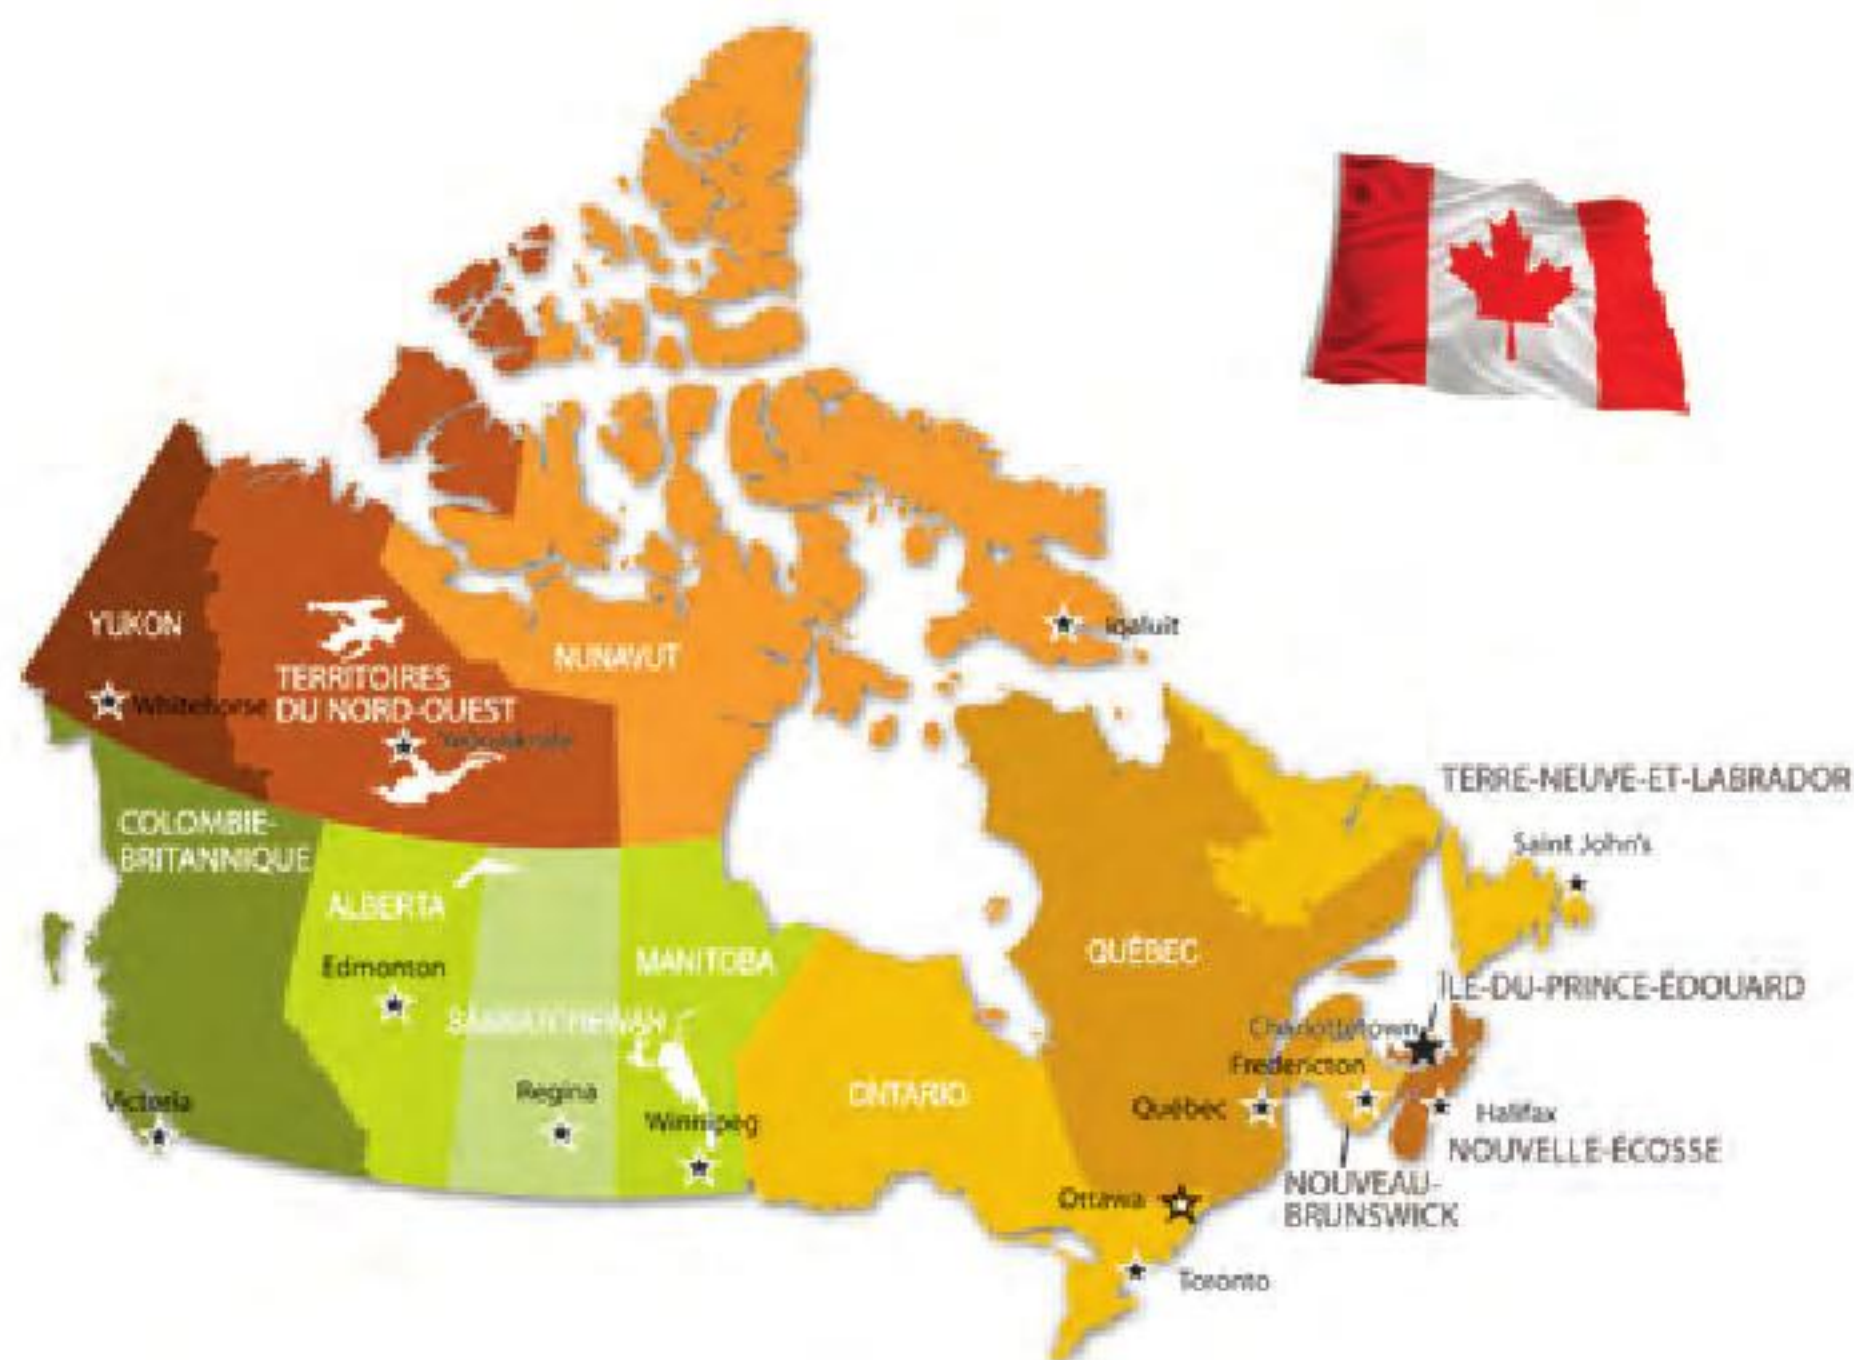 YUKON
Whitehorse
TERRITOIRES
DU NORD-OUEST
NUNAVUT
Iqaluit
COLOMBIE-
BRITANNIQUE
Victoria
ALBERTA
Edmonton
SASKATCHEWAN
Regina
MANITOBA
Winnipeg
ONTARIO
Ottawa
Toronto
QUÉBEC
Québec
TERRE-NEUVE-ET-LABRADOR
Saint John's
ÎLE-DU-PRINCE-ÉDOUARD
Charlottetown
Fredericton
Halifax
NOUVELLE-ÉCOSSE
NOUVEAU-
BRUNSWICK